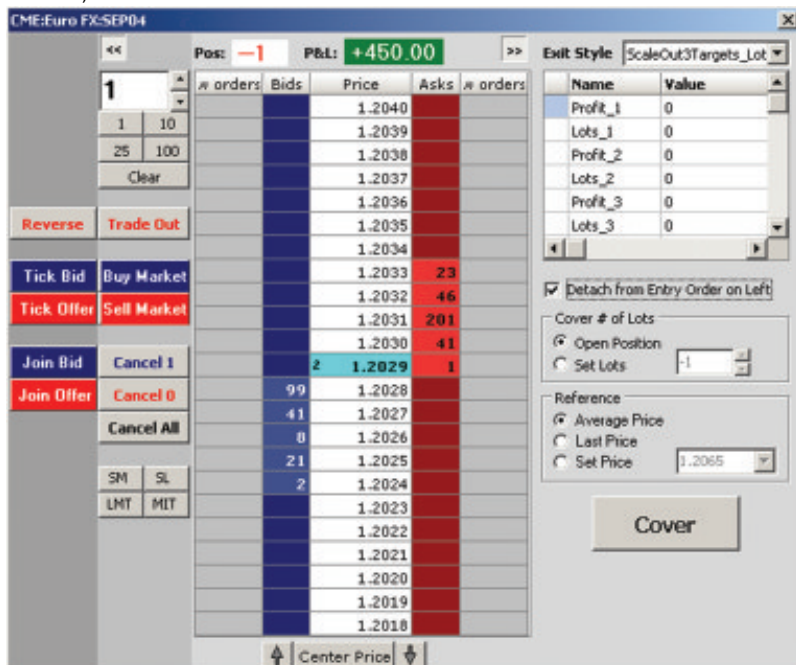 CME:Euro FX:SEP04
<< Pos: −1 P&L: +450.00 >> Exit Style ScaleOut3Targets_Lot
1
1 10
25 100
Clear
Reverse Trade Out
Tick Bid Buy Market
Tick Offer Sell Market
Join Bid Cancel 1
Join Offer Cancel 0
Cancel All
SM SL
LMT MIT
# orders Bids Price Asks # orders
1.2040
1.2039
1.2038
1.2037
1.2036
1.2035
1.2034
1.2033 23
1.2032 46
1.2031 201
1.2030 41
2 1.2029 1
99 1.2028
41 1.2027
8 1.2026
21 1.2025
2 1.2024
1.2023
1.2022
1.2021
1.2020
1.2019
1.2018
Center Price
Name Value
Profit_1 0
Lots_1 0
Profit_2 0
Lots_2 0
Profit_3 0
Lots_3 0
Detach from Entry Order on Left
Cover # of Lots
Open Position
Set Lots -1
Reference
Average Price
Last Price
Set Price 1.2065
Cover